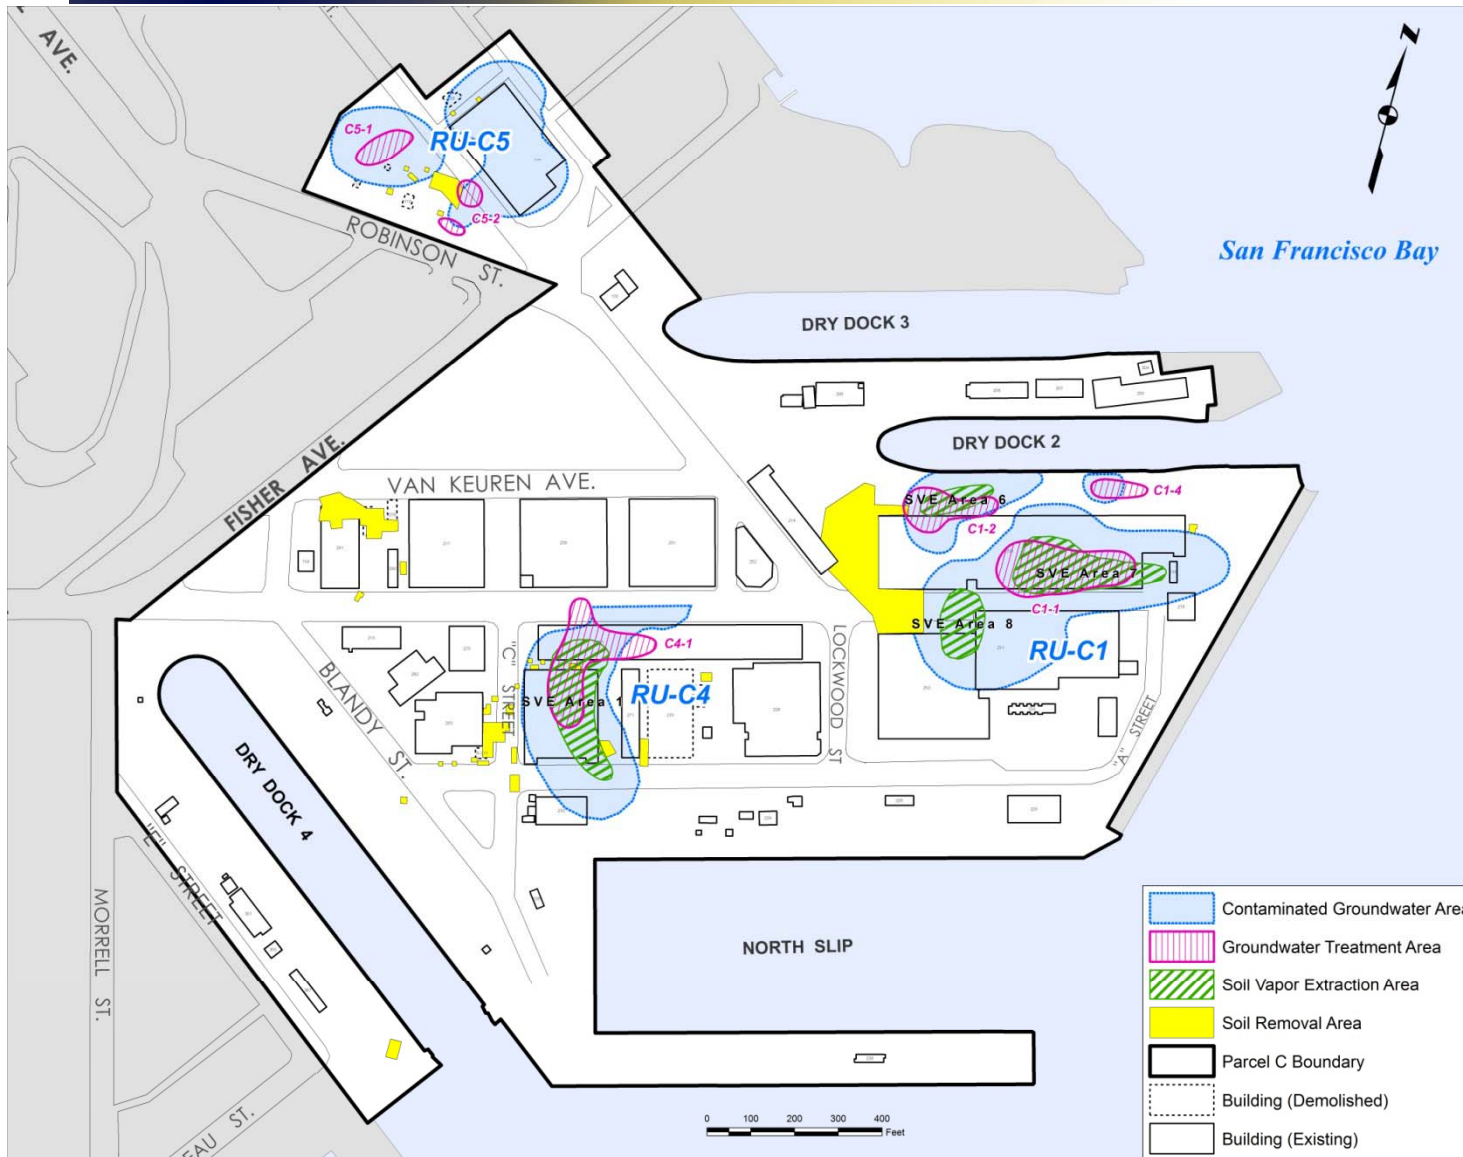 AVE.
ST.
N
C5-1
RU-C5
C5-2
ROBINSON ST.
San Francisco Bay
DRY DOCK 3
DRY DOCK 2
FISHER AVE.
VAN KEUREN AVE.
SVE Area 6
C1-4
C1-2
SVE Area 7
C1-1
SVE Area 8
RU-C1
C4-1
"C" STREET
LOCKWOOD ST
SVE Area 1
RU-C4
BLANDY ST.
"A" STREET
DRY DOCK 4
"E" STREET
MORRELL ST.
NORTH SLIP
EAU ST.
0 100 200 300 400
Feet
Contaminated Groundwater Area
Groundwater Treatment Area
Soil Vapor Extraction Area
Soil Removal Area
Parcel C Boundary
Building (Demolished)
Building (Existing)